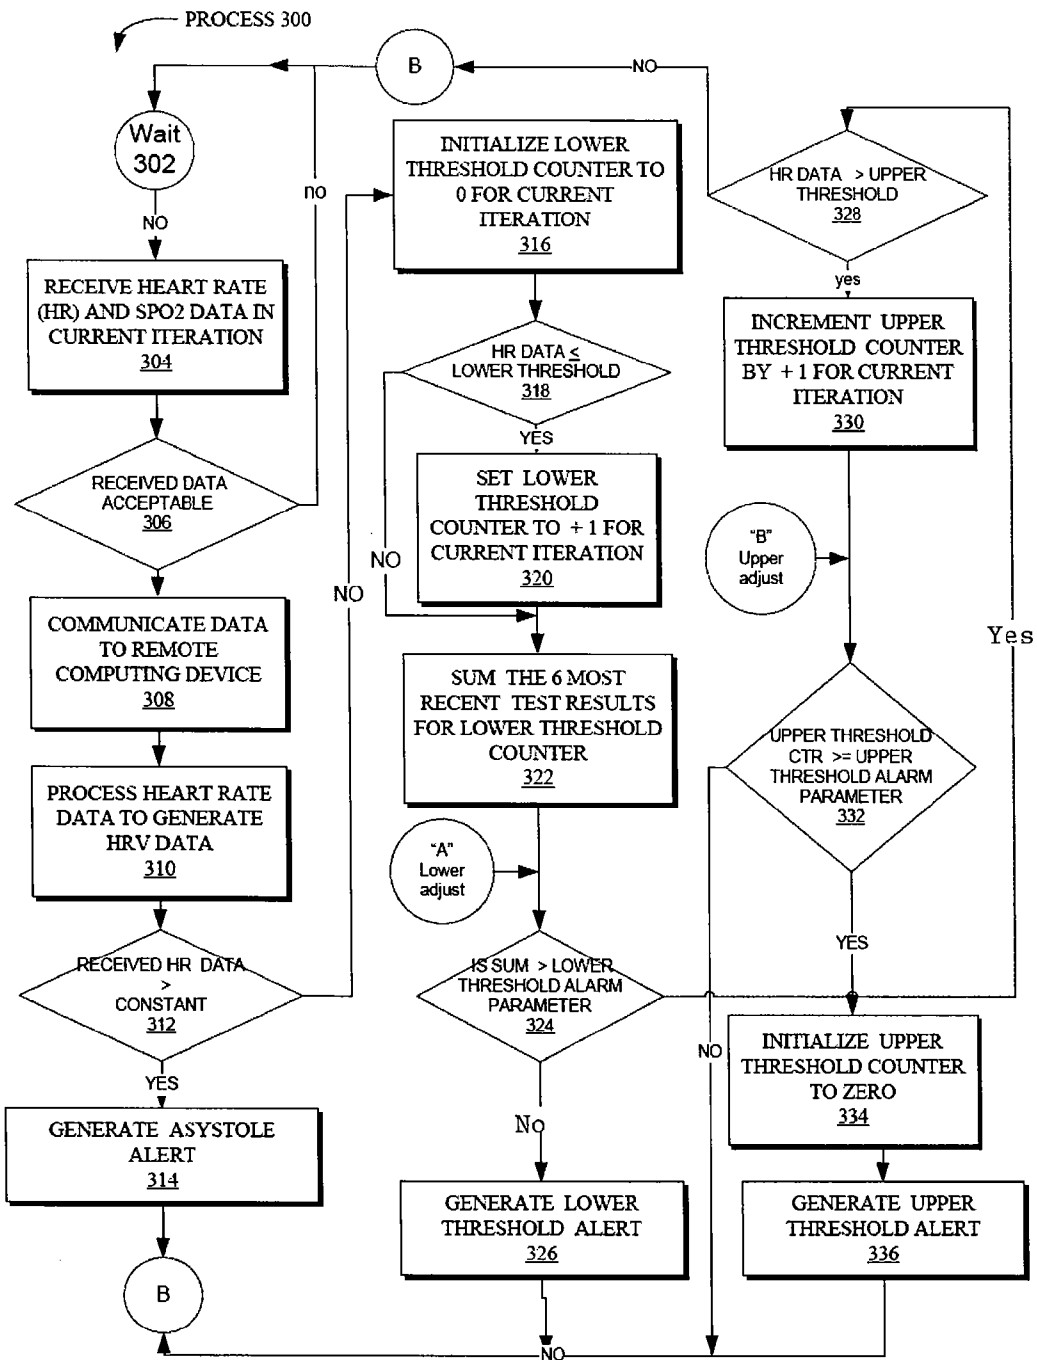 PROCESS 300
B
NO
Wait
302
NO
no
RECEIVE HEART RATE
(HR) AND SPO2 DATA IN
CURRENT ITERATION
304
RECEIVED DATA
ACCEPTABLE
306
COMMUNICATE DATA
TO REMOTE
COMPUTING DEVICE
308
PROCESS HEART RATE
DATA TO GENERATE
HRV DATA
310
RECEIVED HR DATA
>
CONSTANT
312
NO
YES
GENERATE ASYSTOLE
ALERT
314
B
INITIALIZE LOWER
THRESHOLD COUNTER TO
0 FOR CURRENT
ITERATION
316
HR DATA ≤
LOWER THRESHOLD
318
YES
NO
SET LOWER
THRESHOLD
COUNTER TO + 1 FOR
CURRENT ITERATION
320
SUM THE 6 MOST
RECENT TEST RESULTS
FOR LOWER THRESHOLD
COUNTER
322
"A"
Lower
adjust
IS SUM > LOWER
THRESHOLD ALARM
PARAMETER
324
No
GENERATE LOWER
THRESHOLD ALERT
326
NO
HR DATA > UPPER
THRESHOLD
328
yes
INCREMENT UPPER
THRESHOLD COUNTER
BY + 1 FOR CURRENT
ITERATION
330
"B"
Upper
adjust
Yes
UPPER THRESHOLD
CTR >= UPPER
THRESHOLD ALARM
PARAMETER
332
YES
NO
INITIALIZE UPPER
THRESHOLD COUNTER
TO ZERO
334
GENERATE UPPER
THRESHOLD ALERT
336